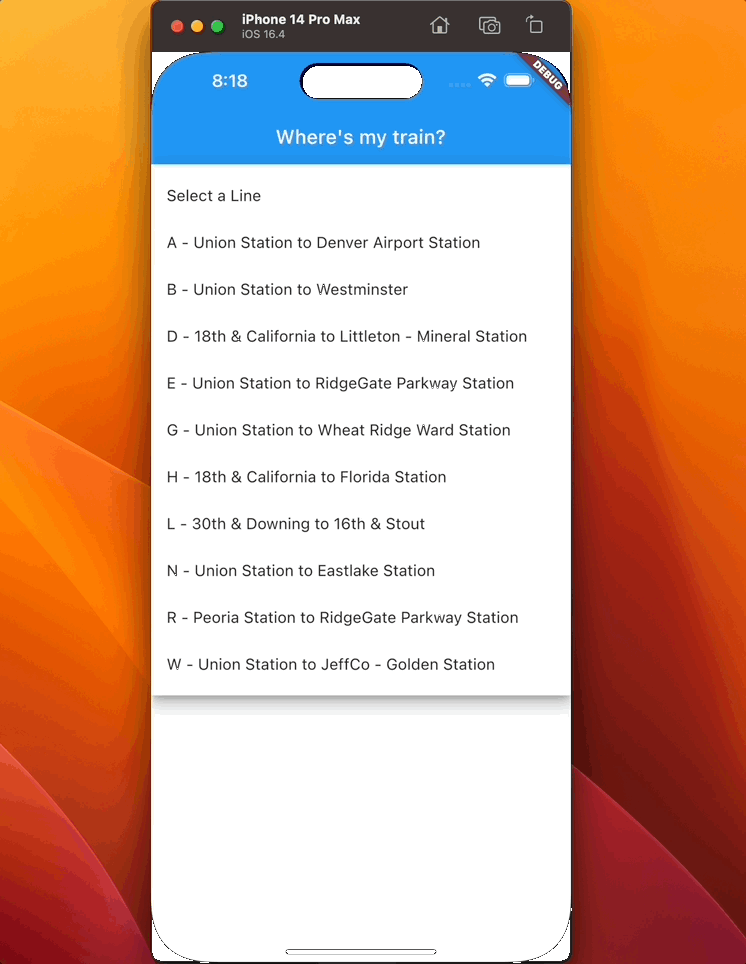 iPhone 14 Pro Max
iOS 16.4
8:18
DEBUG
Where's my train?
Select a Line
A - Union Station to Denver Airport Station
B - Union Station to Westminster
D - 18th & California to Littleton - Mineral Station
E - Union Station to RidgeGate Parkway Station
G - Union Station to Wheat Ridge Ward Station
H - 18th & California to Florida Station
L - 30th & Downing to 16th & Stout
N - Union Station to Eastlake Station
R - Peoria Station to RidgeGate Parkway Station
W - Union Station to JeffCo - Golden Station